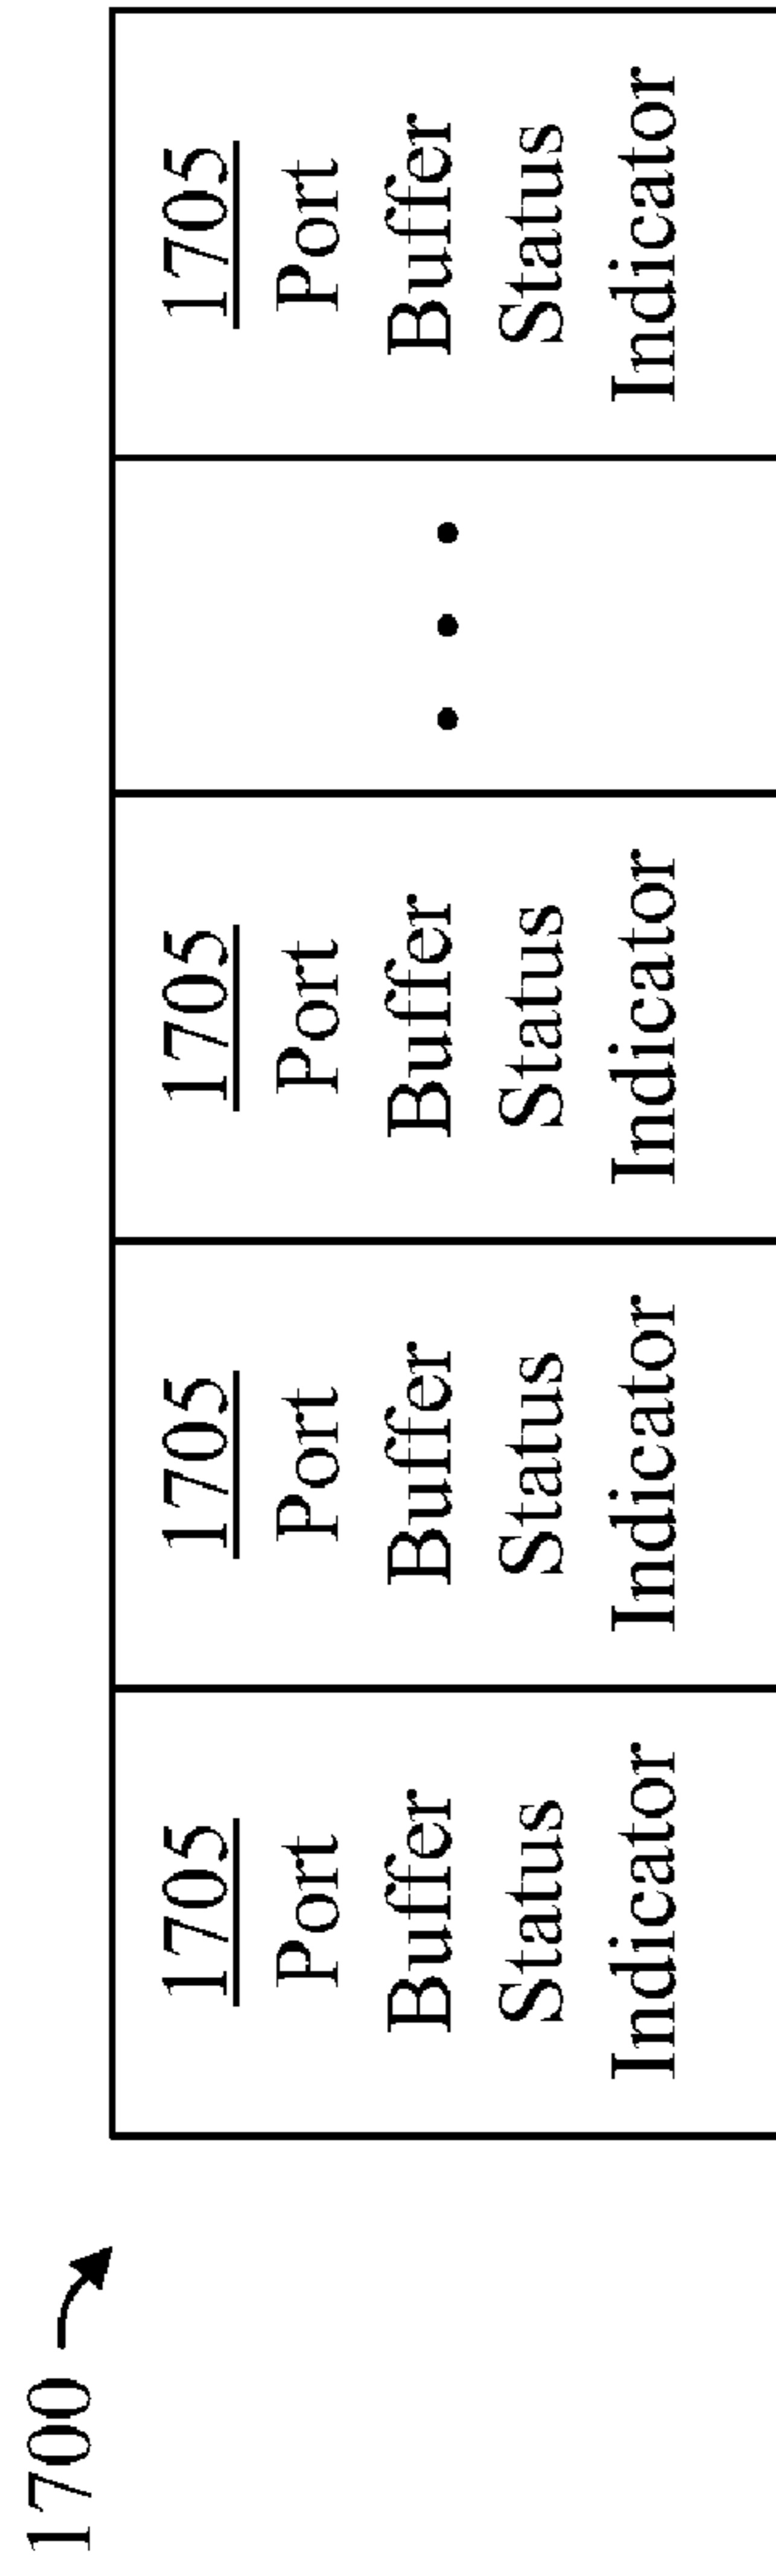 1700
1705
Port
Buffer
Status
Indicator
1705
Port
Buffer
Status
Indicator
1705
Port
Buffer
Status
Indicator
• • •
1705
Port
Buffer
Status
Indicator